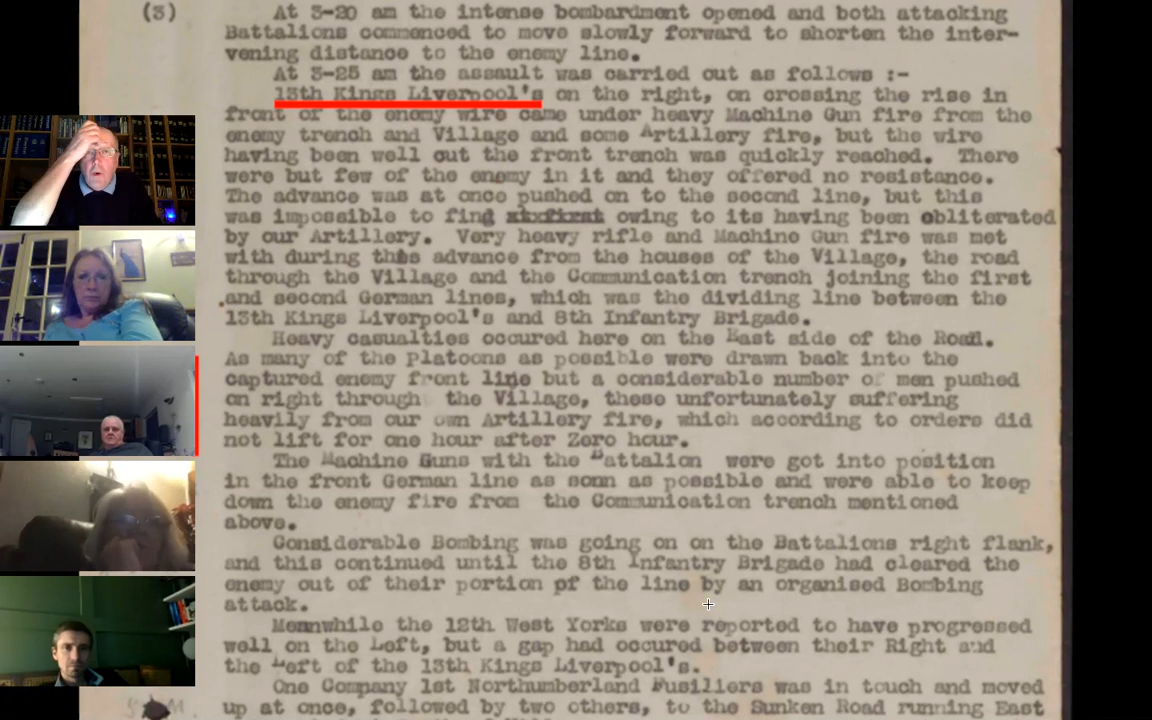 (3) At 3-20 am the intense bombardment opened and both attacking
Battalions commenced to move slowly forward to shorten the inter-
vening distance to the enemy line.
At 3-25 am the assault was carried out as follows :-
13th Kings Liverpool's on the right, on crossing the rise in
front of the enemy wire came under heavy Machine Gun fire from the
enemy trench and Village and some Artillery fire, but the wire
having been well cut the front trench was quickly reached. There
were but few of the enemy in it and they offered no resistance.
The advance was at once pushed on to the second line, but this
was impossible to find owing to its having been obliterated
by our Artillery. Very heavy rifle and Machine Gun fire was met
with during this advance from the houses of the Village, the road
through the Village and the Communication trench joining the first
and second German lines, which was the dividing line between the
13th Kings Liverpool's and 8th Infantry Brigade.
Heavy casualties occured here on the East side of the Road.
As many of the platoons as possible were drawn back into the
captured enemy front line but a considerable number of men pushed
on right through the Village, these unfortunately suffering
heavily from our own Artillery fire, which according to orders did
not lift for one hour after Zero hour.
The Machine Guns with the Battalion were got into position
in the front German line as soon as possible and were able to keep
down the enemy fire from the Communication trench mentioned
above.
Considerable Bombing was going on on the Battalions right flank,
and this continued until the 8th Infantry Brigade had cleared the
enemy out of their portion of the line by an organised Bombing
attack.
Meanwhile the 12th West Yorks were reported to have progressed
well on the Left, but a gap had occured between their Right and
the Left of the 13th Kings Liverpool's.
One Company 1st Northumberland Fusiliers was in touch and moved
up at once, followed by two others, to the Sunken Road running East